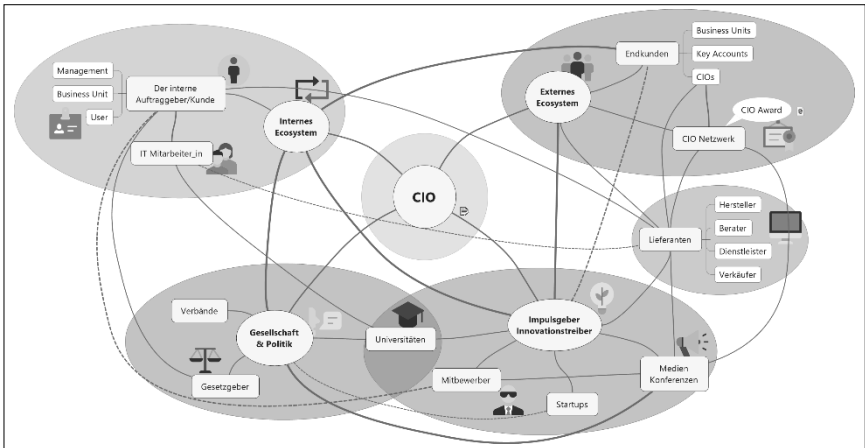 Management
Business Unit
User
Der interne
Auftraggeber/Kunde
IT Mitarbeiter_in
Internes
Ecosystem
Externes
Ecosystem
Endkunden
Business Units
Key Accounts
CIOs
CIO Award
CIO Netzwerk
CIO
Lieferanten
Hersteller
Berater
Dienstleister
Verkäufer
Verbände
Gesellschaft
& Politik
Gesetzgeber
Universitäten
Impulsgeber
Innovationstreiber
Mitbewerber
Startups
Medien
Konferenzen